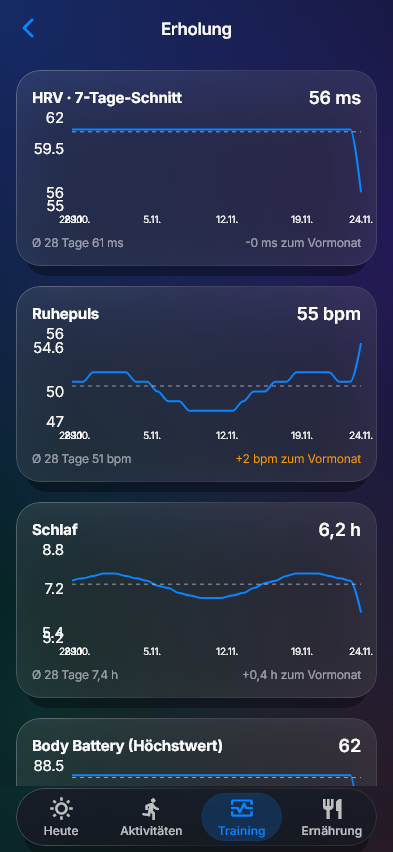 Erholung
HRV · 7-Tage-Schnitt 56 ms
62
59.5
56
55
5.11. 12.11. 19.11. 24.11.
Ø 28 Tage 61 ms -0 ms zum Vormonat
Ruhepuls 55 bpm
56
54.6
50
47
5.11. 12.11. 19.11. 24.11.
Ø 28 Tage 51 bpm +2 bpm zum Vormonat
Schlaf 6,2 h
8.8
7.2
5.4
5.2
5.11. 12.11. 19.11. 24.11.
Ø 28 Tage 7,4 h +0,4 h zum Vormonat
Body Battery (Höchstwert) 62
88.5
Heute Aktivitäten Training Ernährung